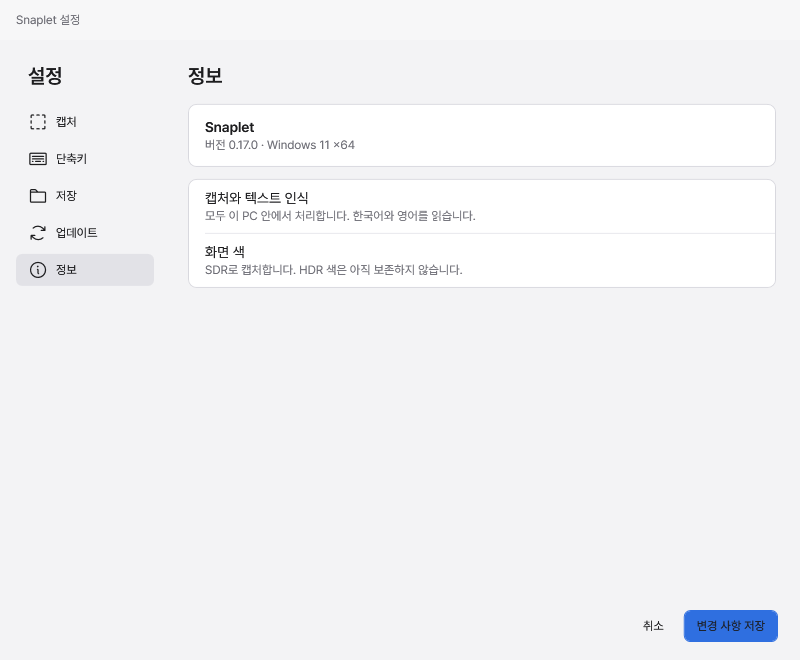 Snaplet 설정
설정
캡처
단축키
저장
업데이트
정보
정보
Snaplet
버전 0.17.0 · Windows 11 x64
캡처와 텍스트 인식
모두 이 PC 안에서 처리합니다. 한국어와 영어를 읽습니다.
화면 색
SDR로 캡처합니다. HDR 색은 아직 보존하지 않습니다.
취소
변경 사항 저장